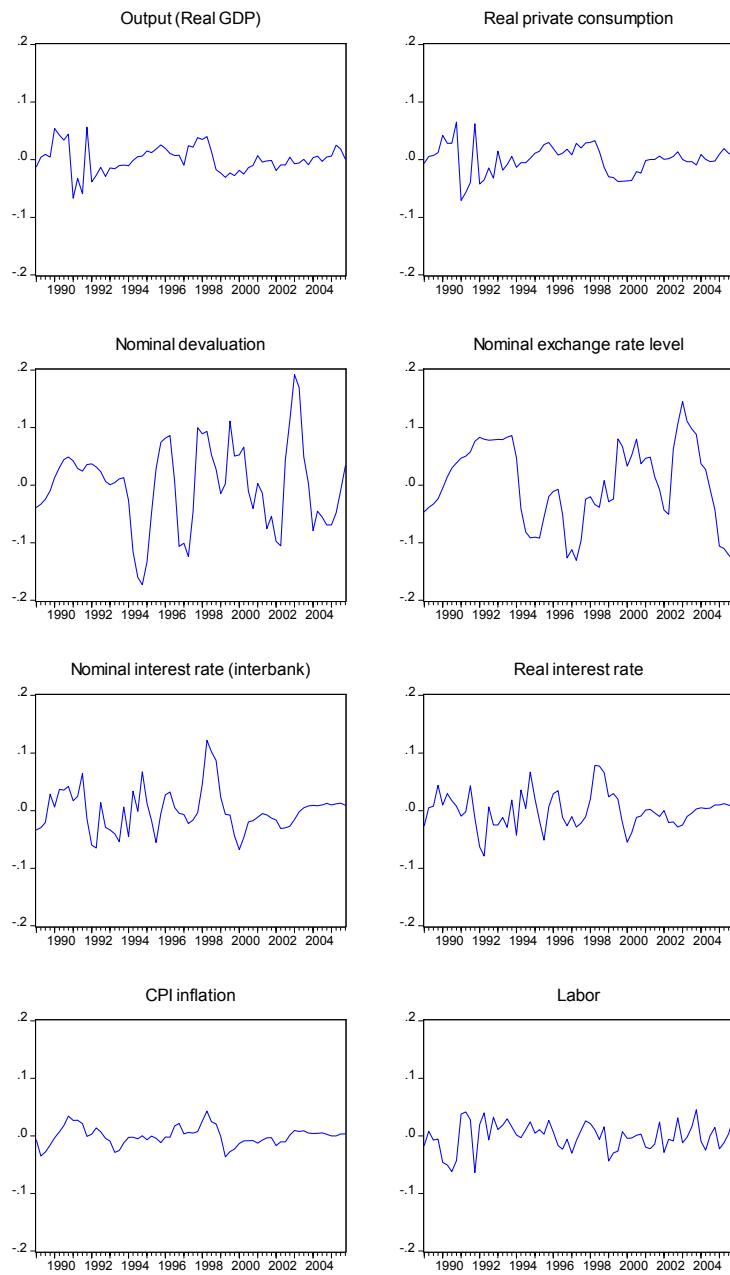 Output (Real GDP)
.2
.1
.0
-.1
-.2
1990 1992 1994 1996 1998 2000 2002 2004
Real private consumption
.2
.1
.0
-.1
-.2
1990 1992 1994 1996 1998 2000 2002 2004
Nominal devaluation
.2
.1
.0
-.1
-.2
1990 1992 1994 1996 1998 2000 2002 2004
Nominal exchange rate level
.2
.1
.0
-.1
-.2
1990 1992 1994 1996 1998 2000 2002 2004
Nominal interest rate (interbank)
.2
.1
.0
-.1
-.2
1990 1992 1994 1996 1998 2000 2002 2004
Real interest rate
.2
.1
.0
-.1
-.2
1990 1992 1994 1996 1998 2000 2002 2004
CPI inflation
.2
.1
.0
-.1
-.2
1990 1992 1994 1996 1998 2000 2002 2004
Labor
.2
.1
.0
-.1
-.2
1990 1992 1994 1996 1998 2000 2002 2004